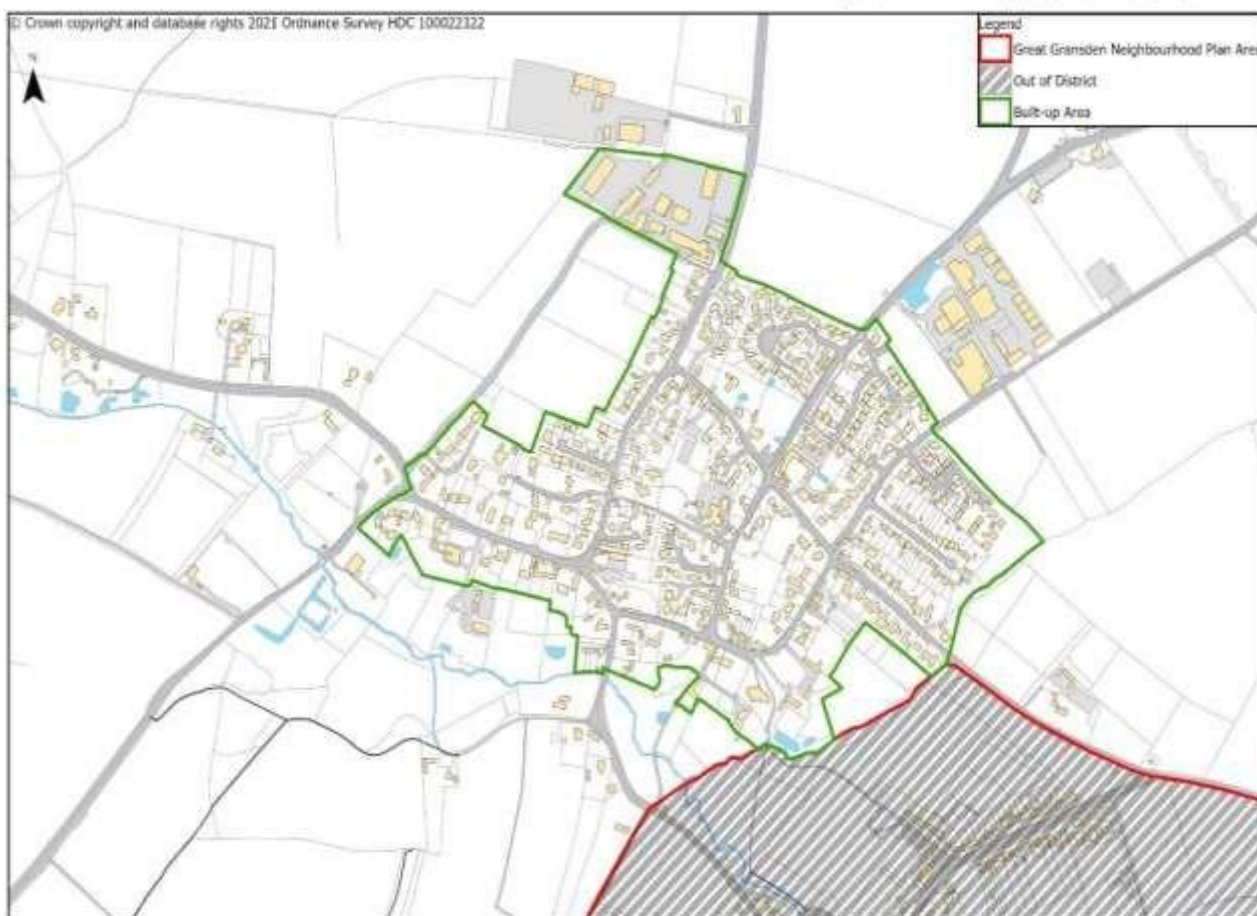 © Crown copyright and database rights 2021 Ordnance Survey HDC 100022322
Legend
Great Gransden Neighbourhood Plan Area
Out of District
Built-up Area
N